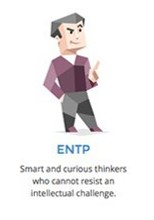 ENTP
Smart and curious thinkers
who cannot resist an
intellectual challenge.